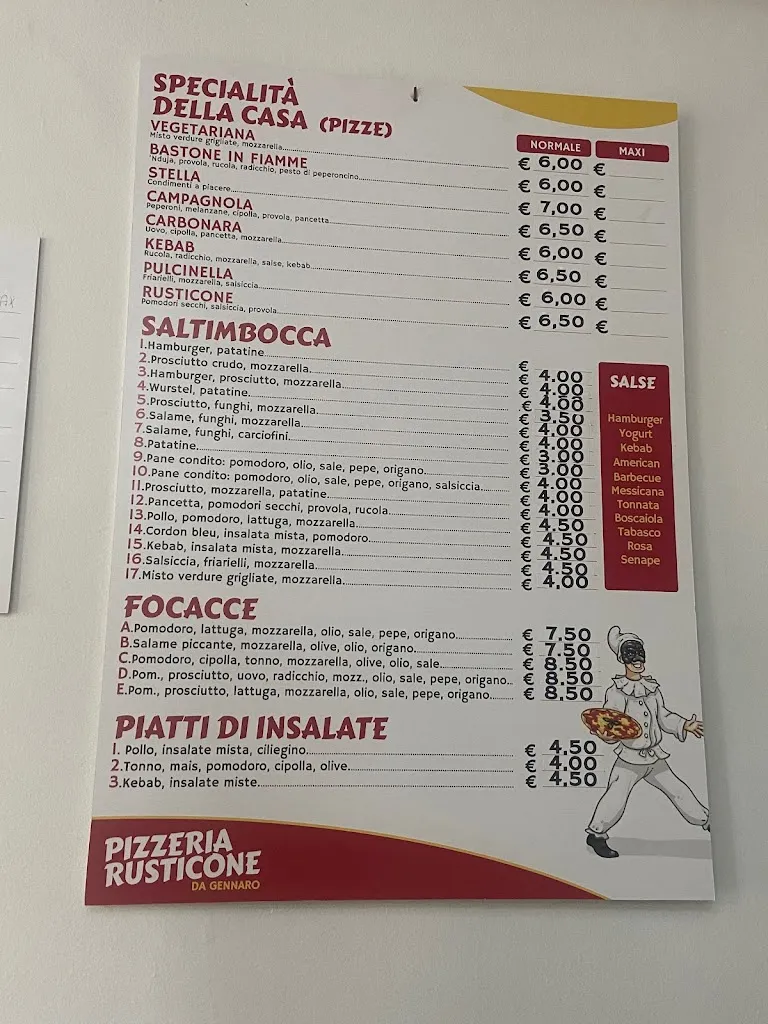 SPECIALITÀ
DELLA CASA (PIZZE)
NORMALE MAXI
VEGETARIANA € 6,00 €
Misto verdure grigliate, mozzarella
BASTONE IN FIAMME € 6,00 €
'Nduja, provola, rucola, radicchio, pesto di peperoncino
STELLA € 7,00 €
Condimenti a piacere
CAMPAGNOLA € 6,50 €
Peperoni, melanzane, cipolla, provola, pancetta
CARBONARA € 6,00 €
Uovo, cipolla, pancetta, mozzarella
KEBAB € 6,50 €
Rucola, radicchio, mozzarella, salse, kebab
PULCINELLA € 6,00 €
Friarielli, mozzarella, salsiccia
RUSTICONE € 6,50 €
Pomodori secchi, salsiccia, provola
SALTIMBOCCA
1.Hamburger, patatine €
2.Prosciutto crudo, mozzarella € 4.00
3.Hamburger, prosciutto, mozzarella € 4.00
4.Wurstel, patatine € 4.00
5.Prosciutto, funghi, mozzarella € 3.50
6.Salame, funghi, mozzarella € 4.00
7.Salame, funghi, carciofini € 4.00
8.Patatine € 3.00
9.Pane condito: pomodoro, olio, sale, pepe, origano € 3.00
10.Pane condito: pomodoro, olio, sale, pepe, origano, salsiccia € 4.00
11.Prosciutto, mozzarella, patatine € 4.00
12.Pancetta, pomodori secchi, provola, rucola € 4.00
13.Pollo, pomodoro, lattuga, mozzarella € 4.50
14.Cordon bleu, insalata mista, pomodoro € 4.50
15.Kebab, insalata mista, mozzarella € 4.50
16.Salsiccia, friarielli, mozzarella € 4.50
17.Misto verdure grigliate, mozzarella € 4,00
SALSE
Hamburger
Yogurt
Kebab
American
Barbecue
Messicana
Tonnata
Boscaiola
Tabasco
Rosa
Senape
FOCACCE
A.Pomodoro, lattuga, mozzarella, olio, sale, pepe, origano € 7.50
B.Salame piccante, mozzarella, olive, olio, origano € 7.50
C.Pomodoro, cipolla, tonno, mozzarella, olive, olio, sale € 8.50
D.Pom., prosciutto, uovo, radicchio, mozz., olio, sale, pepe, origano € 8.50
E.Pom., prosciutto, lattuga, mozzarella, olio, sale, pepe, origano € 8.50
PIATTI DI INSALATE
1. Pollo, insalate mista, ciliegino € 4.50
2.Tonno, mais, pomodoro, cipolla, olive € 4.00
3.Kebab, insalate miste € 4,50
PIZZERIA
RUSTICONE
DA GENNARO